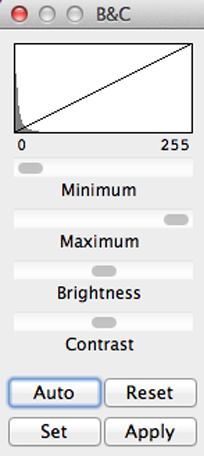 B&C
0 255
Minimum
Maximum
Brightness
Contrast
Auto Reset
Set Apply